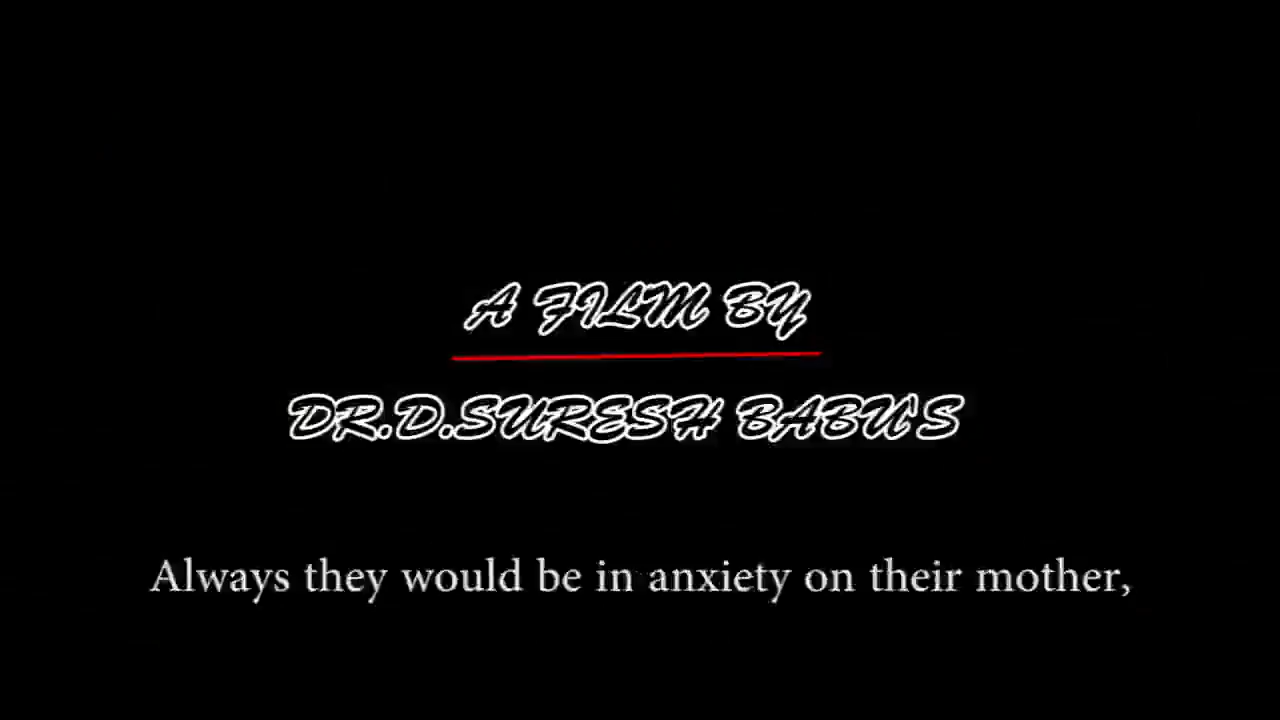 A FILM BY
DR.D.SURESH BABU'S
Always they would be in anxiety on their mother,